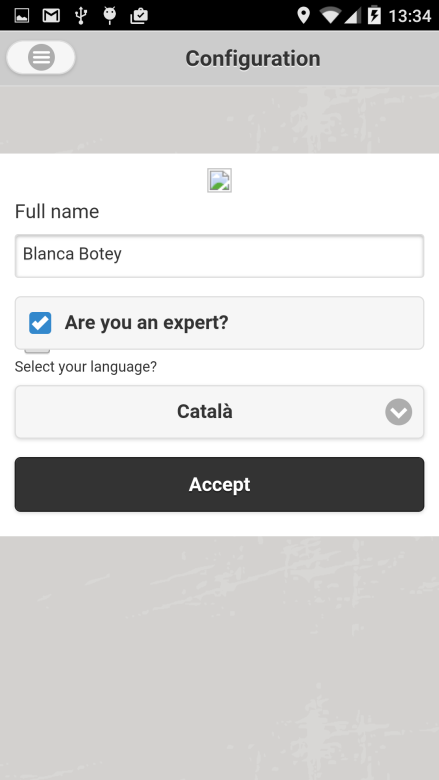 13:34
Configuration
Full name
Blanca Botey
Are you an expert?
Select your language?
Català
Accept